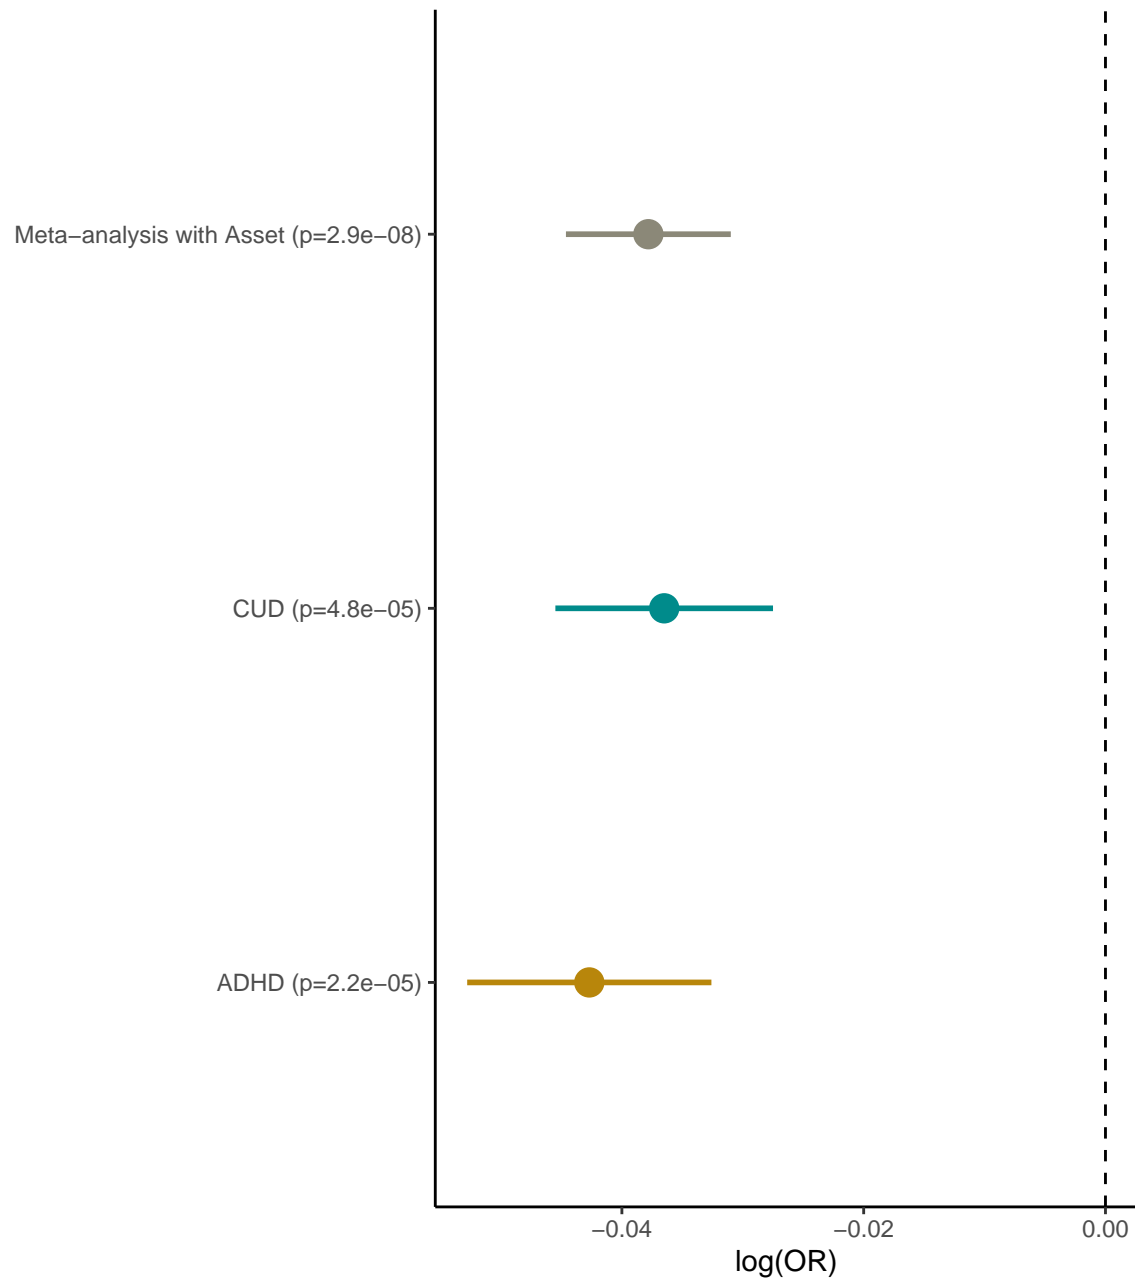 Meta−analysis with Asset (p=2.9e−08)
CUD (p=4.8e−05)
ADHD (p=2.2e−05)
−0.04 −0.02 0.00
log(OR)